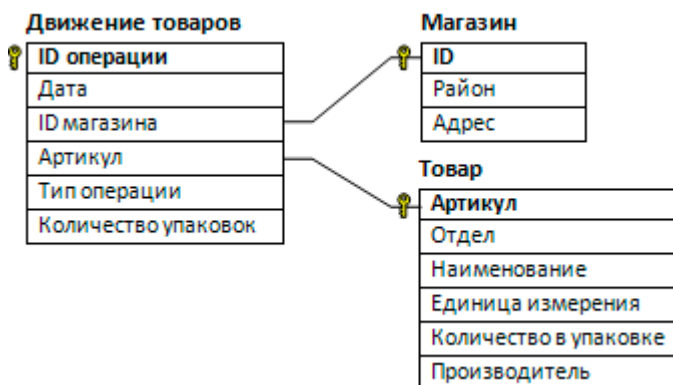 Движение товаров
ID операции
Дата
ID магазина
Артикул
Тип операции
Количество упаковок
Магазин
ID
Район
Адрес
Товар
Артикул
Отдел
Наименование
Единица измерения
Количество в упаковке
Производитель